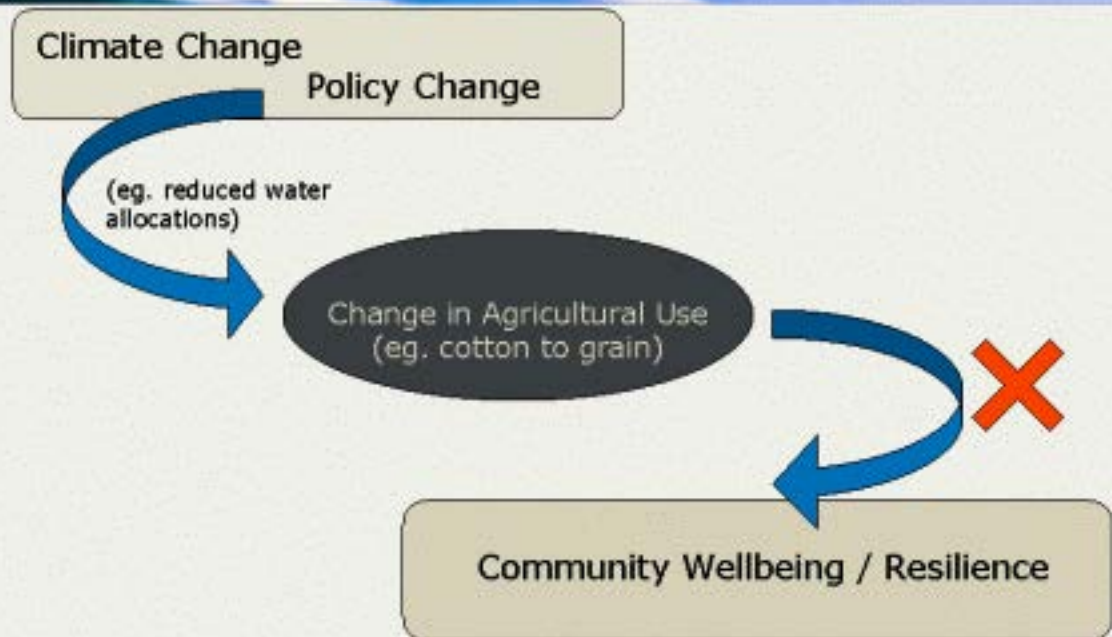 Climate Change
Policy Change
(eg. reduced water
allocations)
Change in Agricultural Use
(eg. cotton to grain)
Community Wellbeing / Resilience